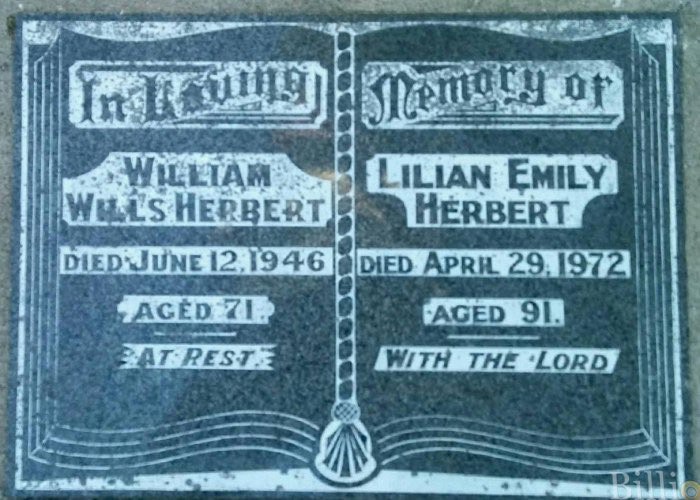 In Loving
WILLIAM
WILLS HERBERT
DIED JUNE 12, 1946
AGED 71.
AT REST.
Memory of
LILIAN EMILY
HERBERT
DIED APRIL 29, 1972
AGED 91.
WITH THE LORD